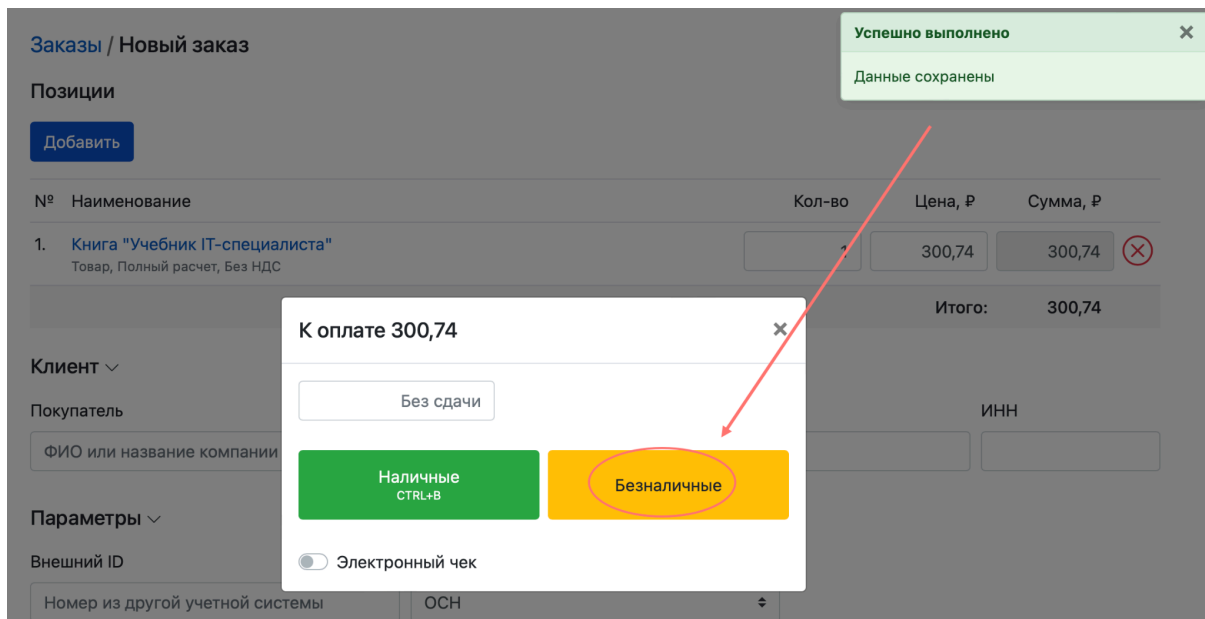 Заказы / Новый заказ
Успешно выполнено
Данные сохранены
Позиции
Добавить
№ Наименование Кол-во Цена, ₽ Сумма, ₽
1. Книга "Учебник IT-специалиста" 1 300,74 300,74
Товар, Полный расчет, Без НДС
Итого: 300,74
К оплате 300,74
Без сдачи
Наличные
CTRL+B
Безналичные
Электронный чек
Клиент
Покупатель ИНН
ФИО или название компании
Параметры
Внешний ID
Номер из другой учетной системы ОСН